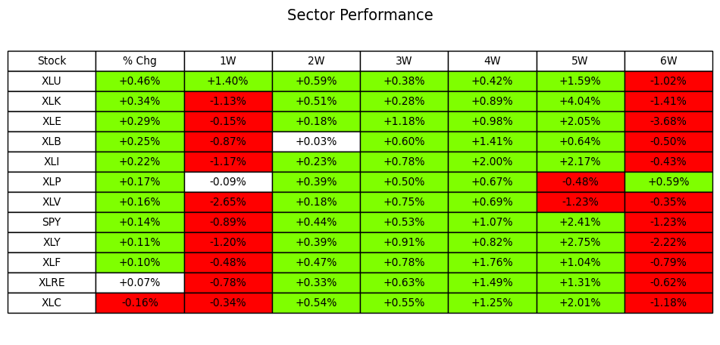 Sector Performance
Stock % Chg 1W 2W 3W 4W 5W 6W
XLU +0.46% +1.40% +0.59% +0.38% +0.42% +1.59% -1.02%
XLK +0.34% -1.13% +0.51% +0.28% +0.89% +4.04% -1.41%
XLE +0.29% -0.15% +0.18% +1.18% +0.98% +2.05% -3.68%
XLB +0.25% -0.87% +0.03% +0.60% +1.41% +0.64% -0.50%
XLI +0.22% -1.17% +0.23% +0.78% +2.00% +2.17% -0.43%
XLP +0.17% -0.09% +0.39% +0.50% +0.67% -0.48% +0.59%
XLV +0.16% -2.65% +0.18% +0.75% +0.69% -1.23% -0.35%
SPY +0.14% -0.89% +0.44% +0.53% +1.07% +2.41% -1.23%
XLY +0.11% -1.20% +0.39% +0.91% +0.82% +2.75% -2.22%
XLF +0.10% -0.48% +0.47% +0.78% +1.76% +1.04% -0.79%
XLRE +0.07% -0.78% +0.33% +0.63% +1.49% +1.31% -0.62%
XLC -0.16% -0.34% +0.54% +0.55% +1.25% +2.01% -1.18%